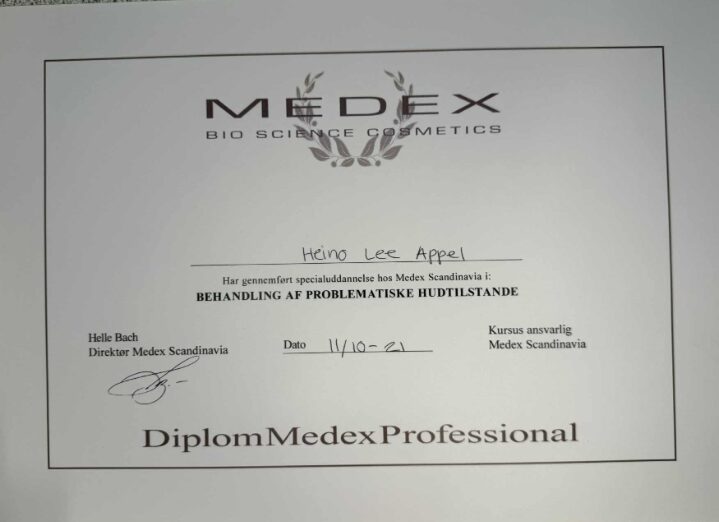 MEDEX
BIO SCIENCE COSMETICS
Heino Lee Appel
Har gennemført specialuddannelse hos Medex Scandinavia i:
BEHANDLING AF PROBLEMATISKE HUDTILSTANDE
Helle Bach
Direktør Medex Scandinavia
Dato 11/10-21
Kursus ansvarlig
Medex Scandinavia
DiplomMedexProfessional